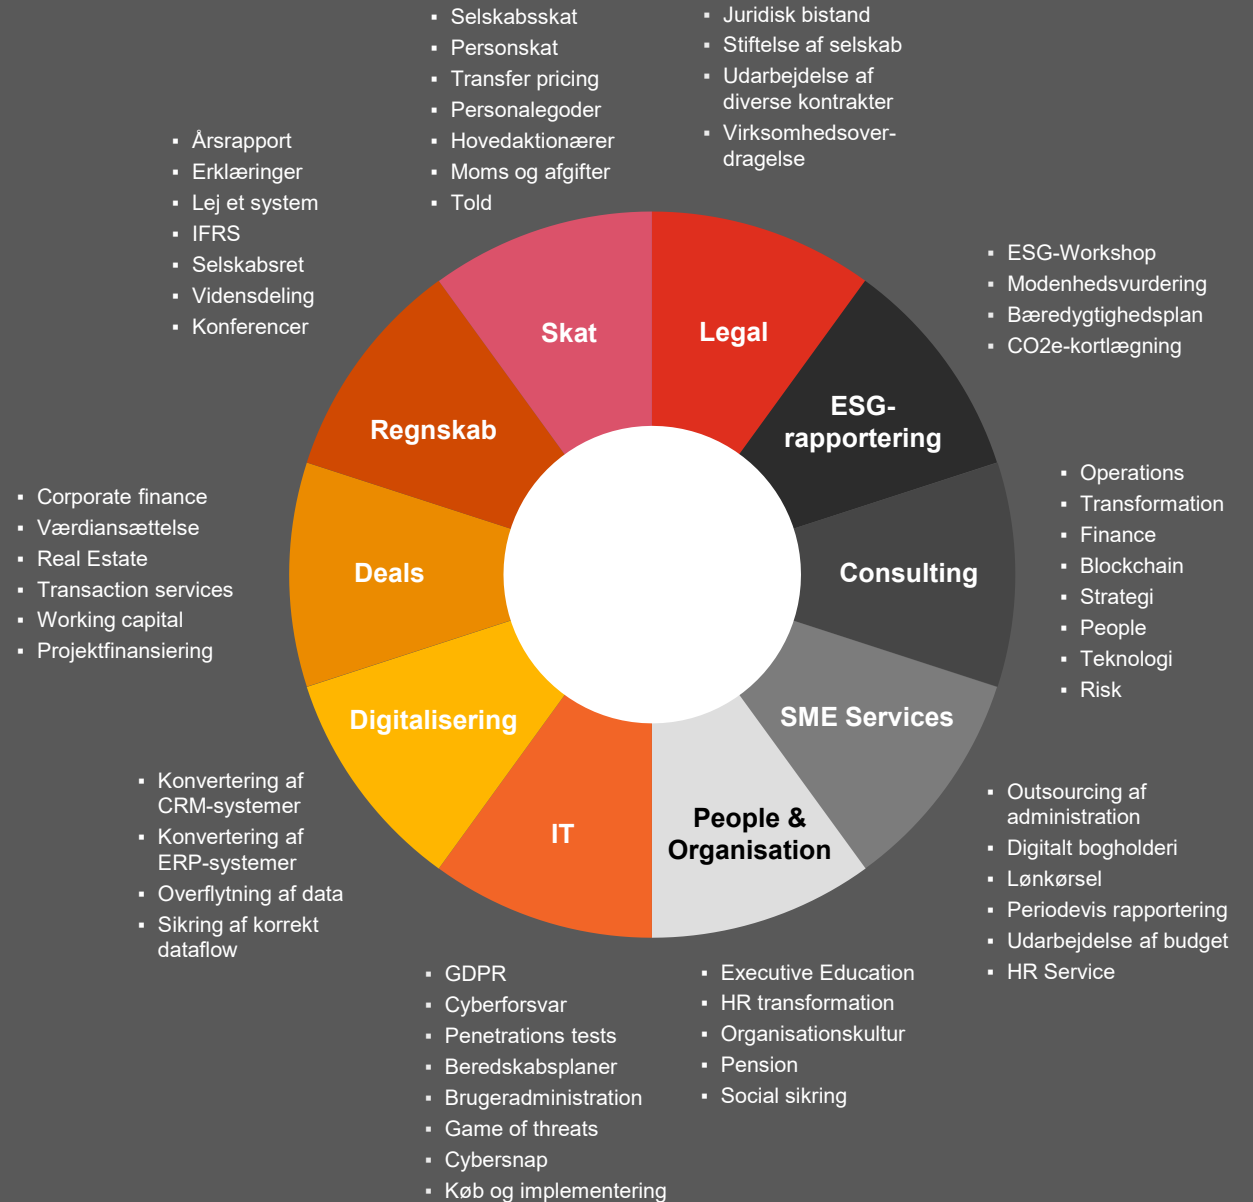 ▪ Selskabsskat
▪ Personskat
▪ Transfer pricing
▪ Personalegoder
▪ Hovedaktionærer
▪ Moms og afgifter
▪ Told
▪ Juridisk bistand
▪ Stiftelse af selskab
▪ Udarbejdelse af
diverse kontrakter
▪ Virksomhedsover-
dragelse
▪ Årsrapport
▪ Erklæringer
▪ Lej et system
▪ IFRS
▪ Selskabsret
▪ Vidensdeling
▪ Konferencer
▪ ESG-Workshop
▪ Modenhedsvurdering
▪ Bæredygtighedsplan
▪ CO2e-kortlægning
Skat
Legal
Regnskab
ESG-
rapportering
Deals
Consulting
Digitalisering
SME Services
IT
People &
Organisation
▪ Corporate finance
▪ Værdiansættelse
▪ Real Estate
▪ Transaction services
▪ Working capital
▪ Projektfinansiering
▪ Operations
▪ Transformation
▪ Finance
▪ Blockchain
▪ Strategi
▪ People
▪ Teknologi
▪ Risk
▪ Konvertering af
CRM-systemer
▪ Konvertering af
ERP-systemer
▪ Overflytning af data
▪ Sikring af korrekt
dataflow
▪ Outsourcing af
administration
▪ Digitalt bogholderi
▪ Lønkørsel
▪ Periodevis rapportering
▪ Udarbejdelse af budget
▪ HR Service
▪ GDPR
▪ Cyberforsvar
▪ Penetrations tests
▪ Beredskabsplaner
▪ Brugeradministration
▪ Game of threats
▪ Cybersnap
▪ Køb og implementering
▪ Executive Education
▪ HR transformation
▪ Organisationskultur
▪ Pension
▪ Social sikring